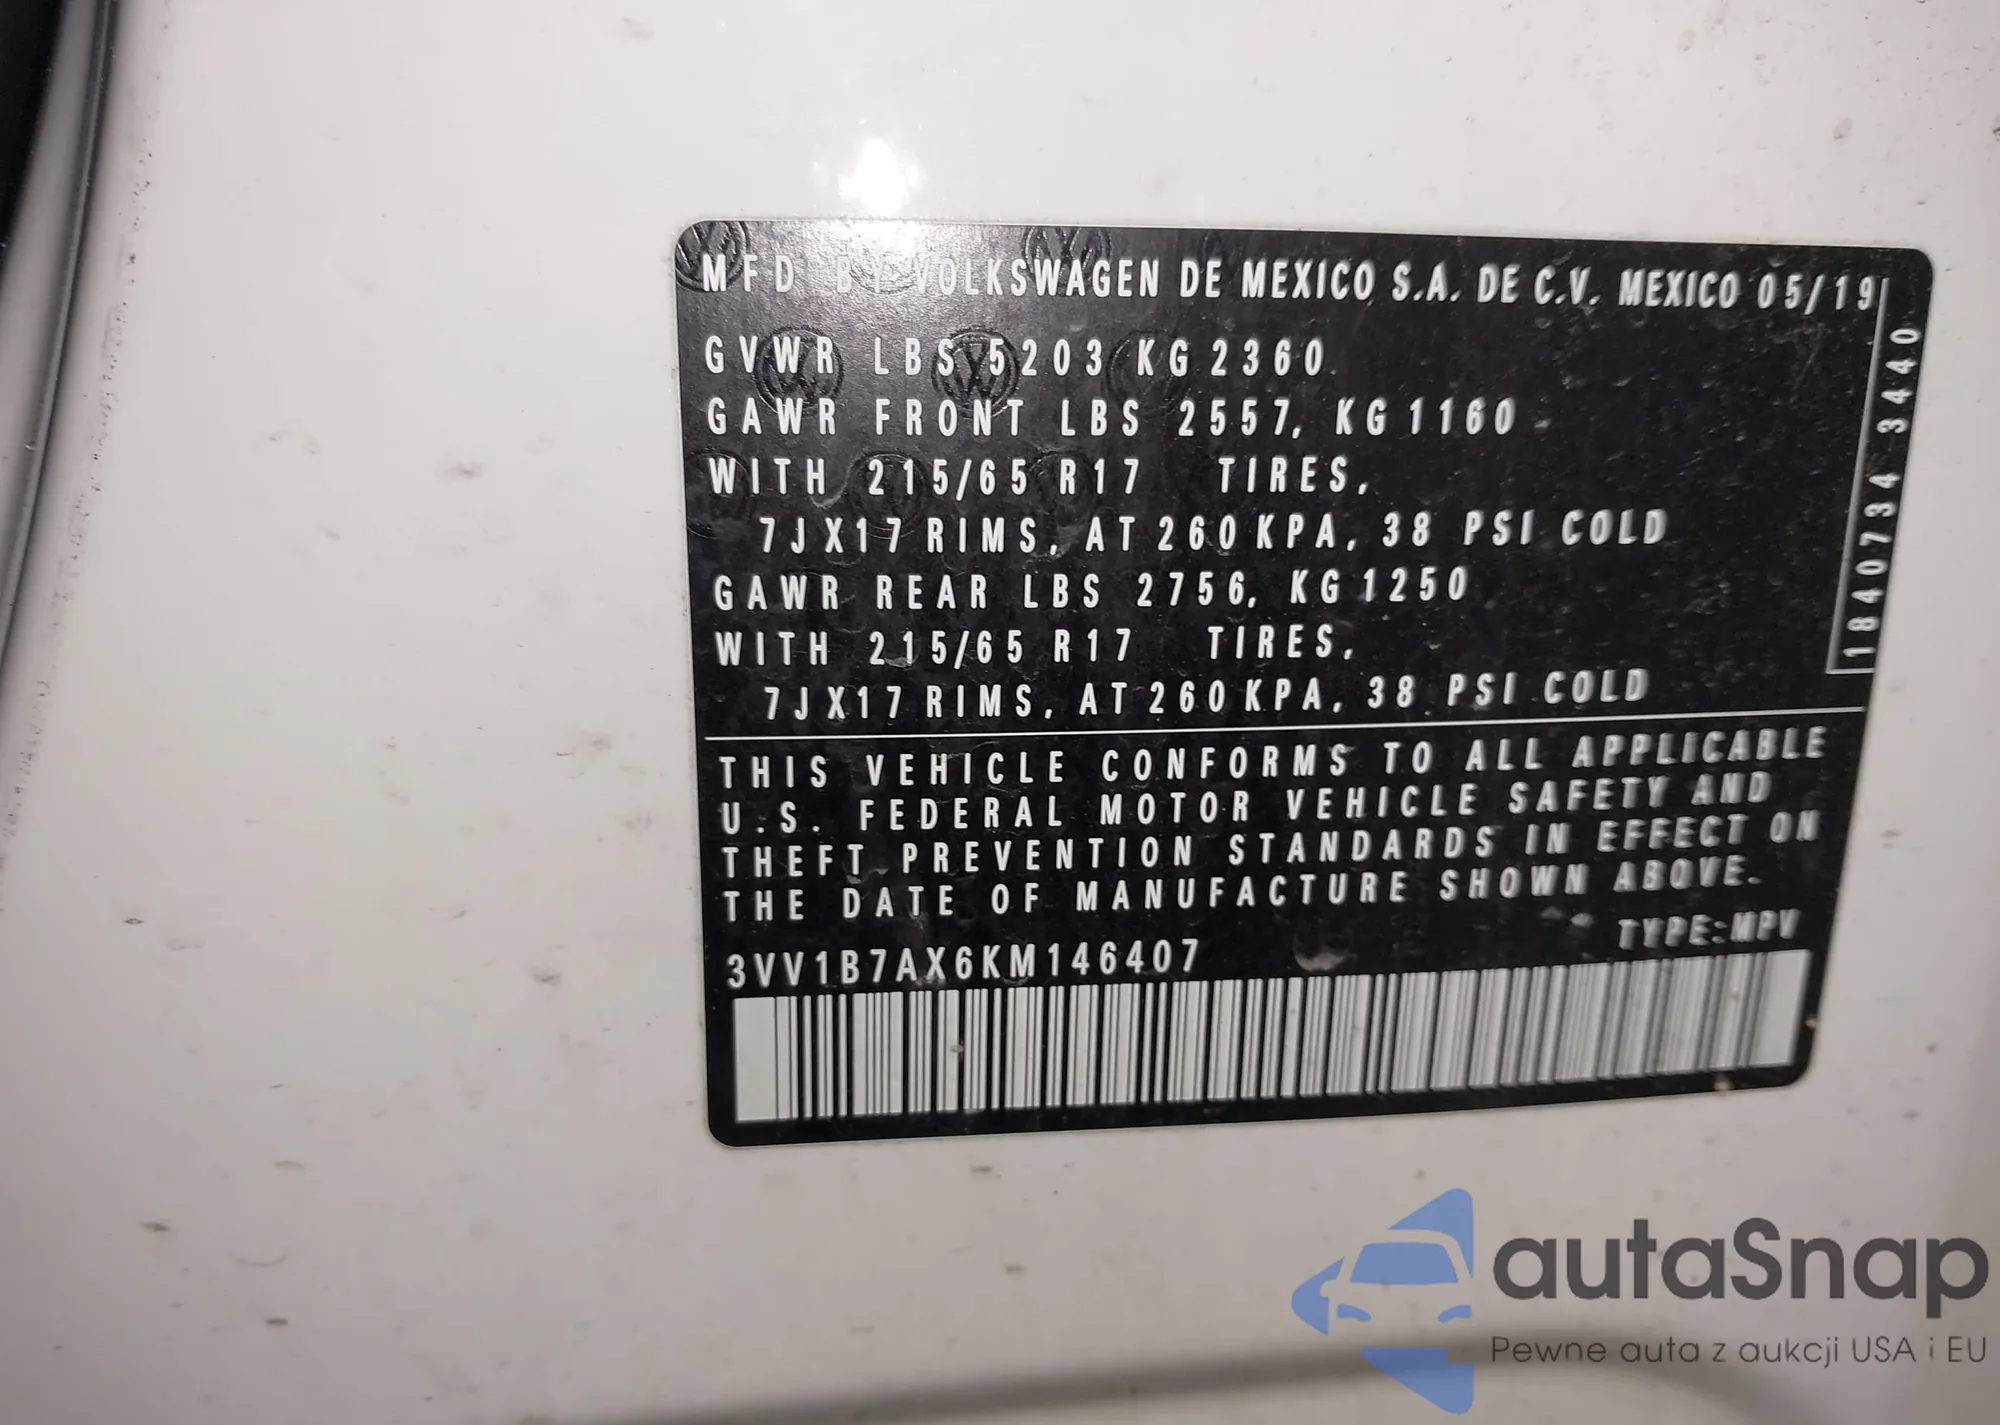 MFD BY VOLKSWAGEN DE MEXICO S.A. DE C.V. MEXICO 05/19
GVWR LBS 5203 KG 2360
GAWR FRONT LBS 2557, KG 1160
WITH 215/65 R17 TIRES,
7JX17 RIMS, AT 260 KPA, 38 PSI COLD
GAWR REAR LBS 2756, KG 1250
WITH 215/65 R17 TIRES,
7JX17 RIMS, AT 260 KPA, 38 PSI COLD
1840734 3440
THIS VEHICLE CONFORMS TO ALL APPLICABLE
U.S. FEDERAL MOTOR VEHICLE SAFETY AND
THEFT PREVENTION STANDARDS IN EFFECT ON
THE DATE OF MANUFACTURE SHOWN ABOVE.
TYPE:MPV
3VV1B7AX6KM146407
autaSnap
Pewne auta z aukcji USA i EU